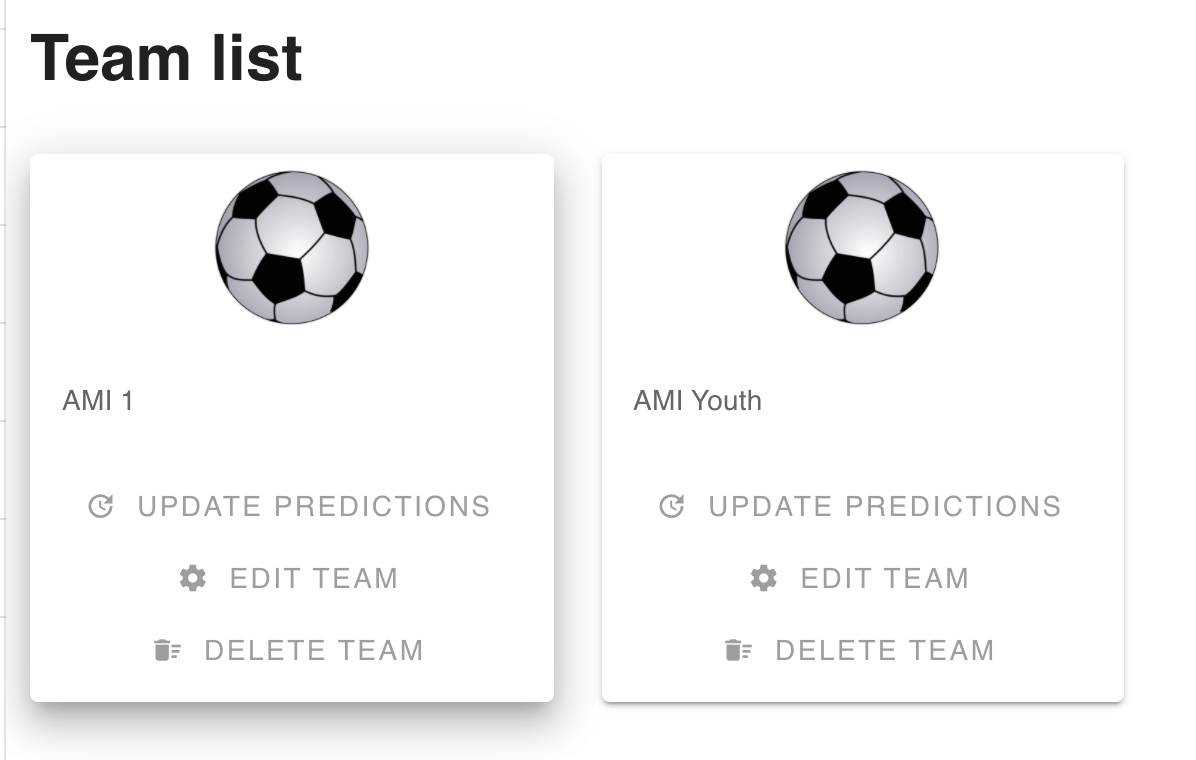 Team list
AMI 1
UPDATE PREDICTIONS
EDIT TEAM
DELETE TEAM
AMI Youth
UPDATE PREDICTIONS
EDIT TEAM
DELETE TEAM